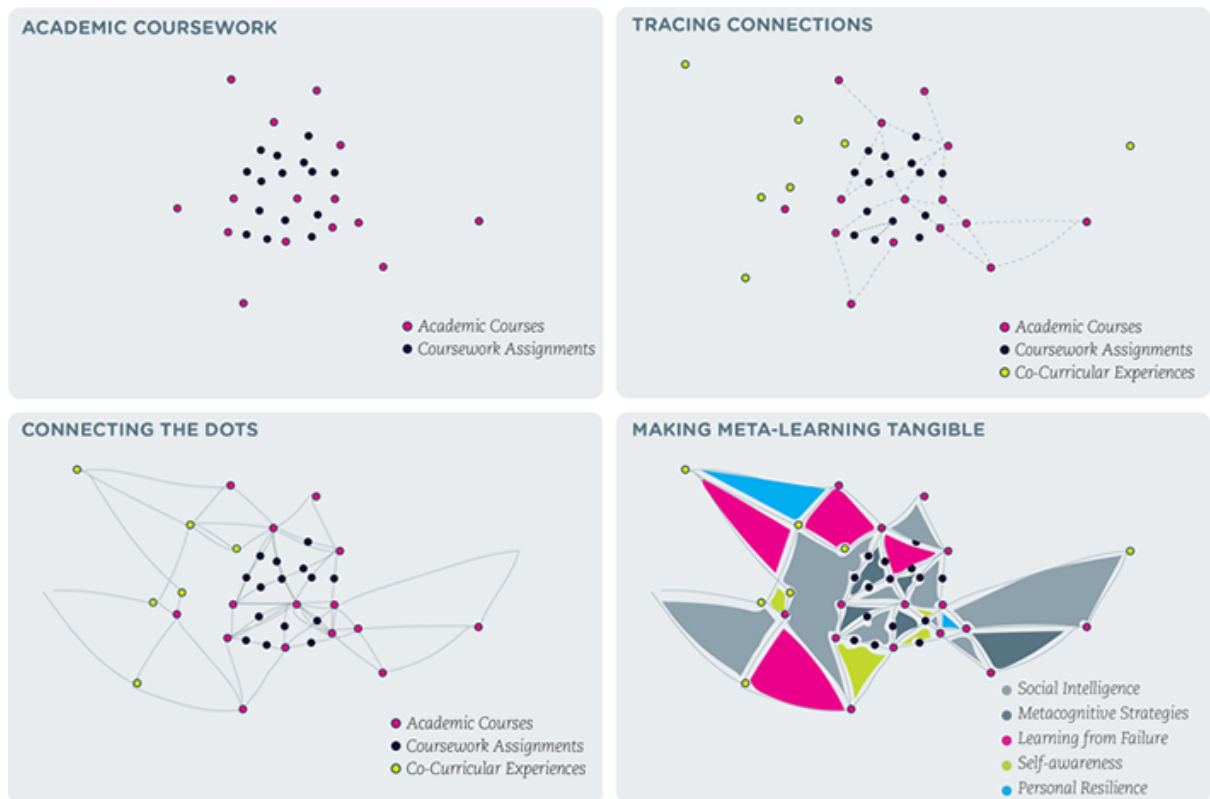 ACADEMIC COURSEWORK
Academic Courses
Coursework Assignments
TRACING CONNECTIONS
Academic Courses
Coursework Assignments
Co-Curricular Experiences
CONNECTING THE DOTS
Academic Courses
Coursework Assignments
Co-Curricular Experiences
MAKING META-LEARNING TANGIBLE
Social Intelligence
Metacognitive Strategies
Learning from Failure
Self-awareness
Personal Resilience